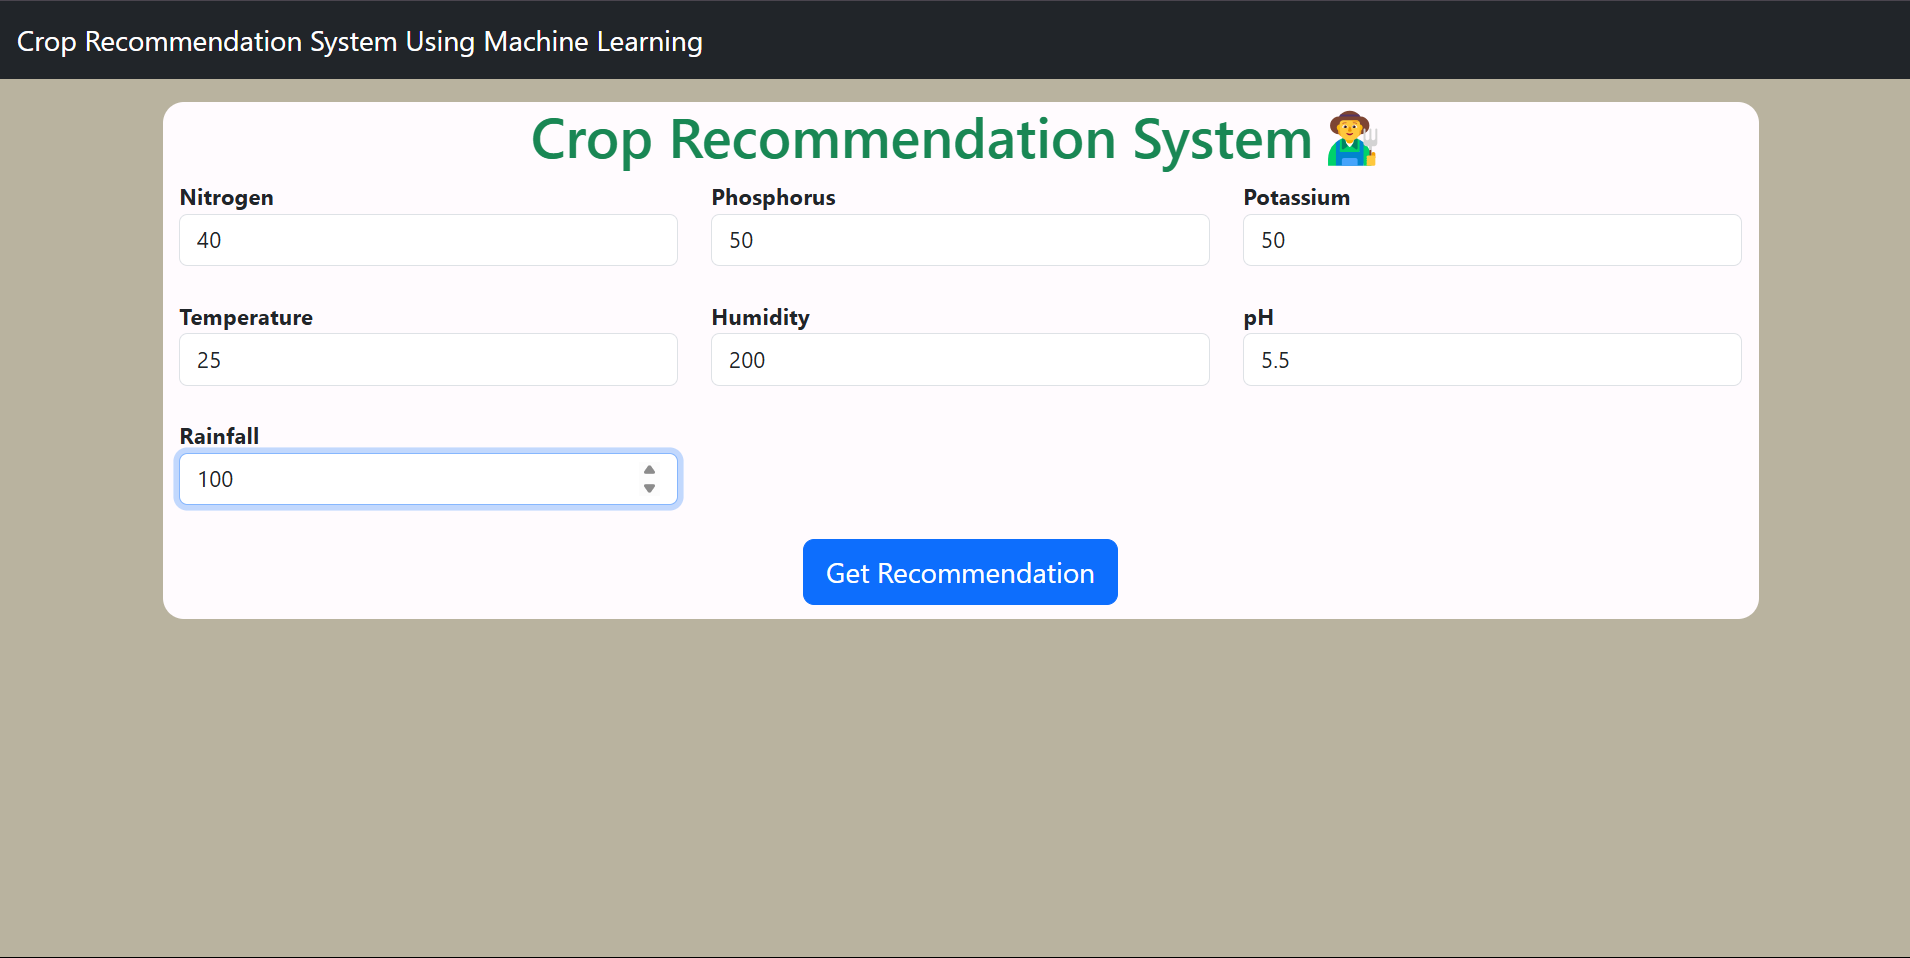 Crop Recommendation System Using Machine Learning
Crop Recommendation System
Nitrogen Phosphorus Potassium
40 50 50
Temperature Humidity pH
25 200 5.5
Rainfall
100
Get Recommendation